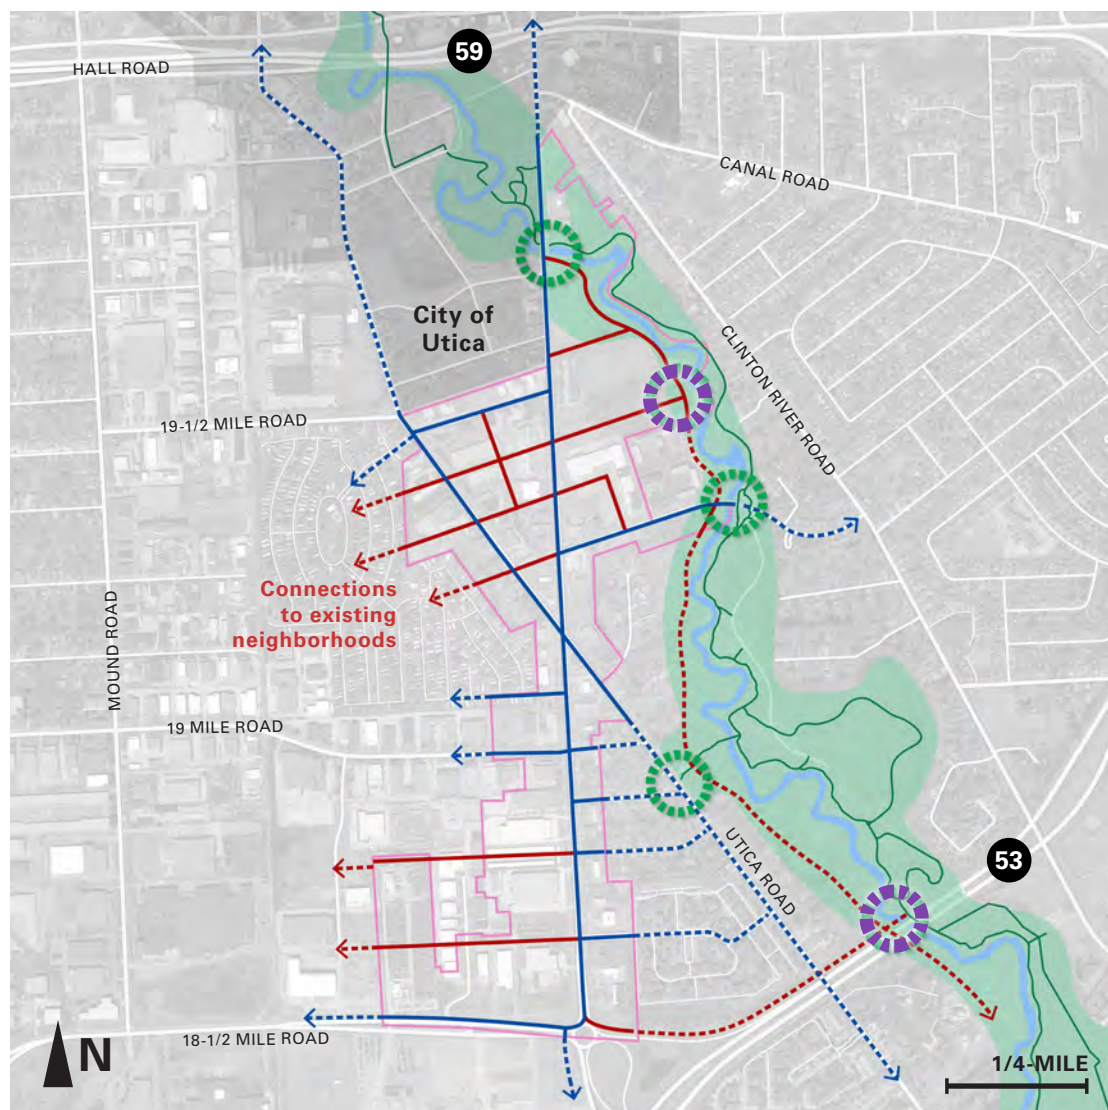 59
HALL ROAD
CANAL ROAD
City of
Utica
CLINTON RIVER ROAD
19-1/2 MILE ROAD
Connections
to existing
neighborhoods
MOUND ROAD
19 MILE ROAD
UTICA ROAD
53
18-1/2 MILE ROAD
N
1/4-MILE